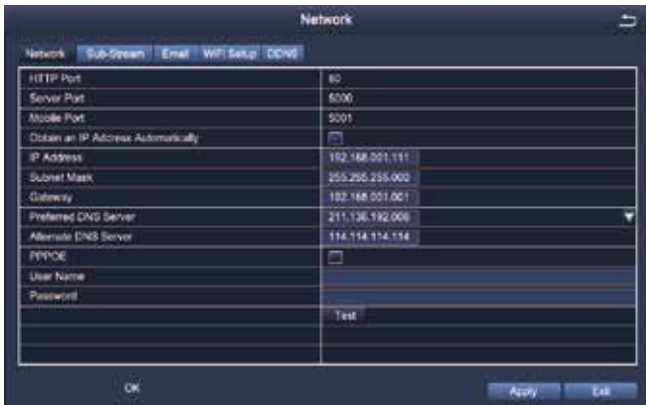 Network
Network Sub-Stream Email WIFI Setup DDNS
HTTP Port 80
Server Port 5000
Mobile Port 5001
Obtain an IP Address Automatically
IP Address 192.168.001.111
Subnet Mask 255.255.255.000
Gateway 192.168.001.001
Preferred DNS Server 211.136.192.006
Alternate DNS Server 114.114.114.114
PPPOE
User Name
Password
Test
OK Apply Exit